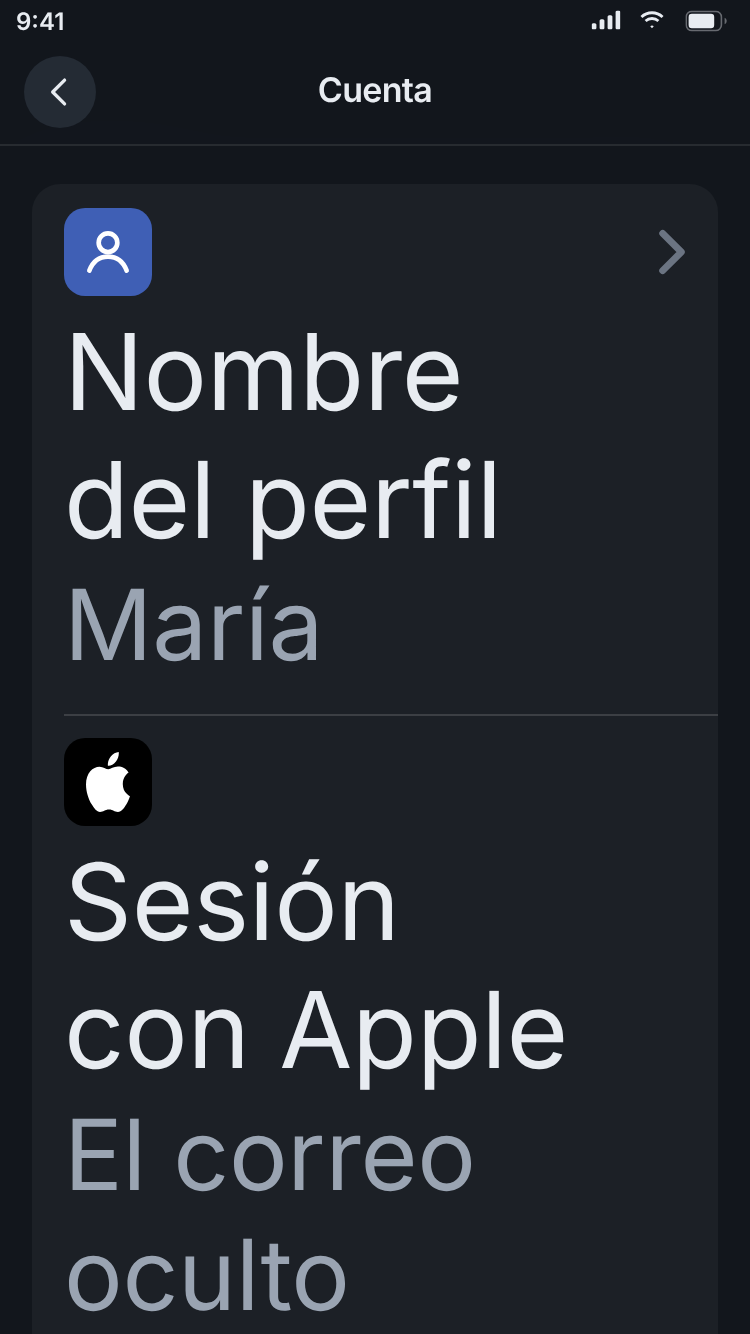 9:41
Cuenta
Nombre
del perfil
María
Sesión
con Apple
El correo
oculto